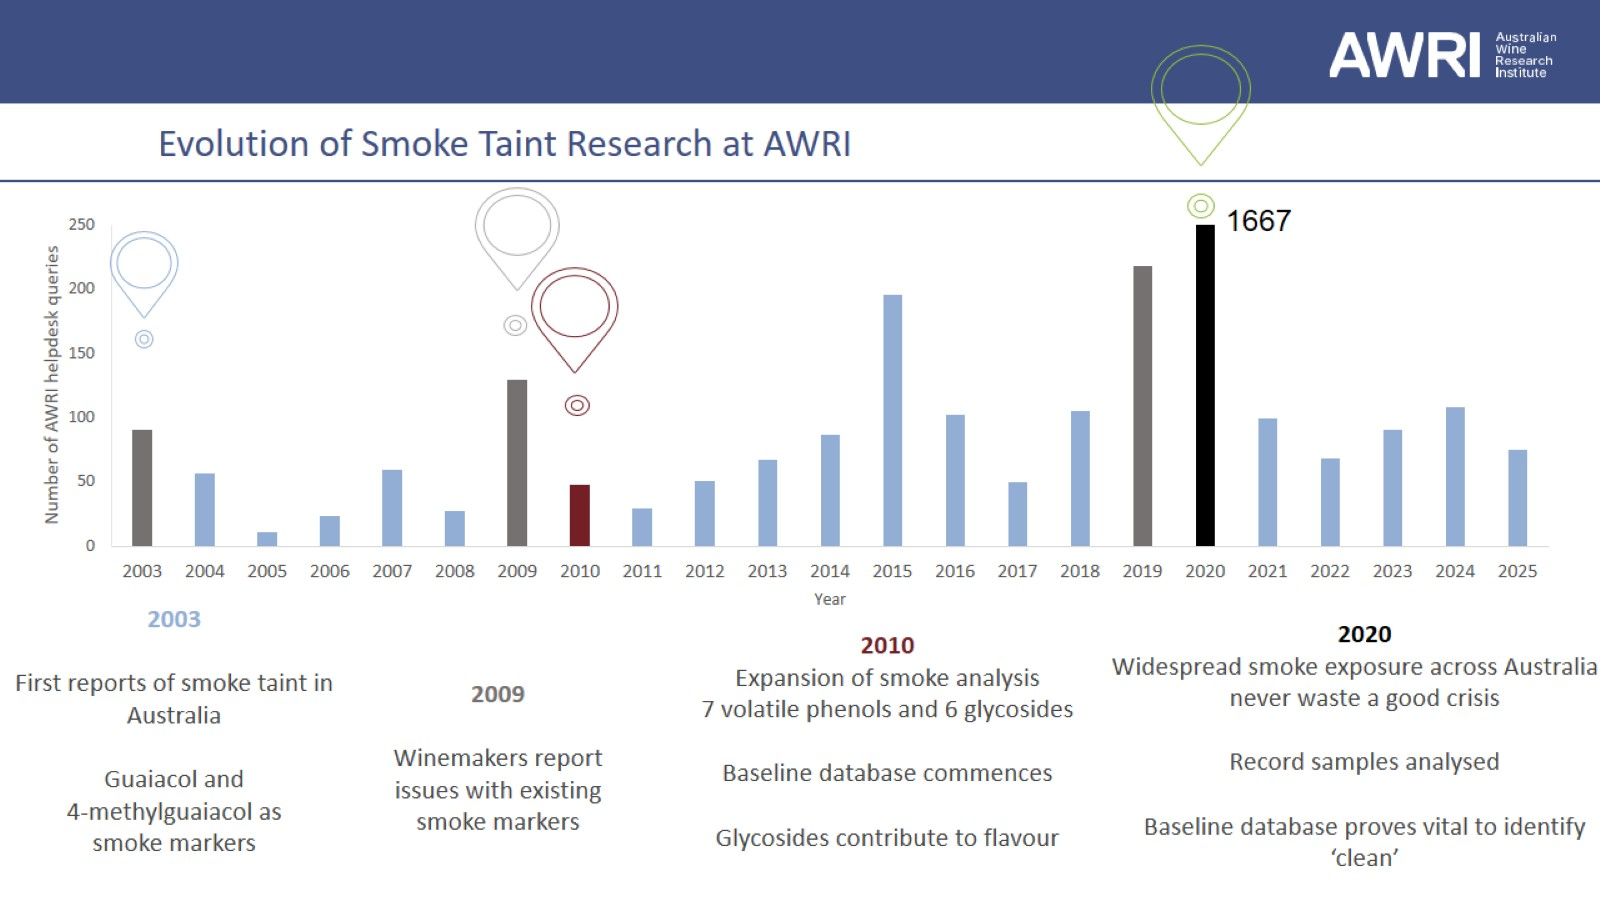 AWRI
Australian
Wine
Research
Institute
Evolution of Smoke Taint Research at AWRI
Number of AWRI helpdesk queries
250
200
150
100
50
0
1667
2003 2004 2005 2006 2007 2008 2009 2010 2011 2012 2013 2014 2015 2016 2017 2018 2019 2020 2021 2022 2023 2024 2025
Year
2003
First reports of smoke taint in
Australia
Guaiacol and
4-methylguaiacol as
smoke markers
2009
Winemakers report
issues with existing
smoke markers
2010
Expansion of smoke analysis
7 volatile phenols and 6 glycosides
Baseline database commences
Glycosides contribute to flavour
2020
Widespread smoke exposure across Australia
never waste a good crisis
Record samples analysed
Baseline database proves vital to identify
‘clean’